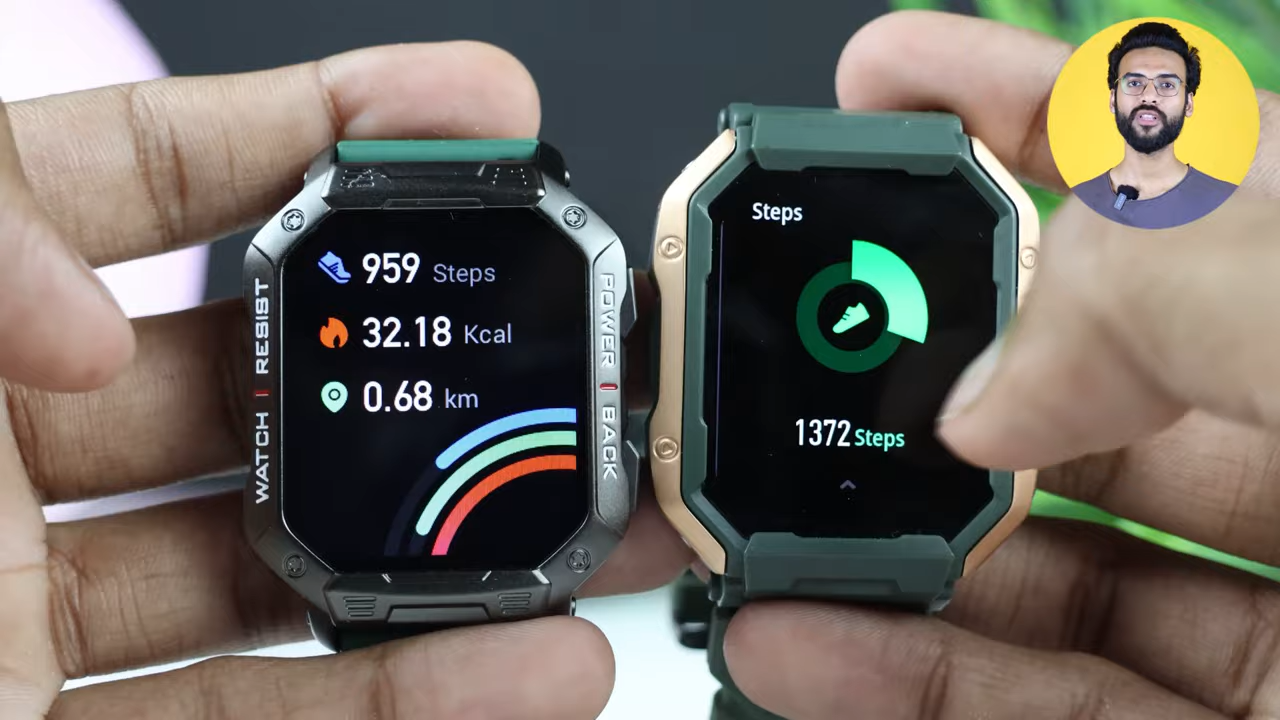 959 Steps
32.18 Kcal
0.68 km
WATCH | RESIST
POWER
BACK
Steps
1372 Steps